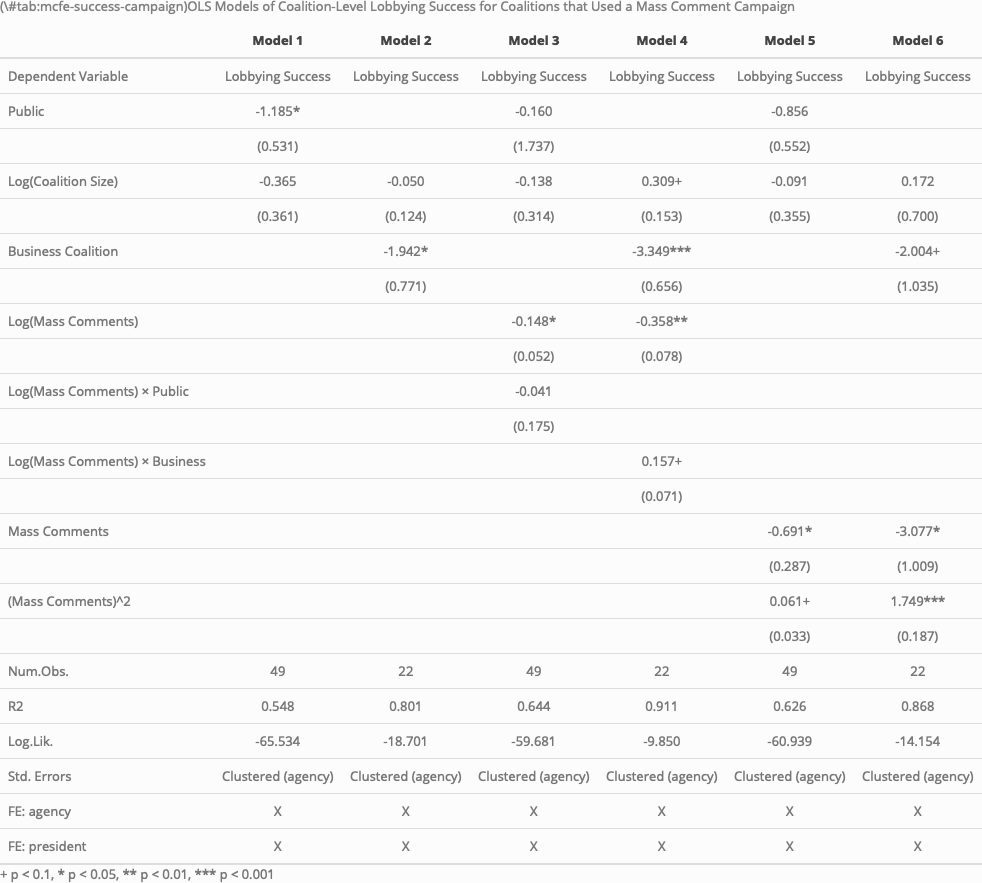 (\#tab:mcfe-success-campaign)OLS Models of Coalition-Level Lobbying Success for Coalitions that Used a Mass Comment Campaign
Model 1 Model 2 Model 3 Model 4 Model 5 Model 6
Dependent Variable Lobbying Success Lobbying Success Lobbying Success Lobbying Success Lobbying Success Lobbying Success
Public -1.185* -0.160 -0.856
(0.531) (1.737) (0.552)
Log(Coalition Size) -0.365 -0.050 -0.138 0.309+ -0.091 0.172
(0.361) (0.124) (0.314) (0.153) (0.355) (0.700)
Business Coalition -1.942* -3.349*** -2.004+
(0.771) (0.656) (1.035)
Log(Mass Comments) -0.148* -0.358**
(0.052) (0.078)
Log(Mass Comments) × Public -0.041
(0.175)
Log(Mass Comments) × Business 0.157+
(0.071)
Mass Comments -0.691* -3.077*
(0.287) (1.009)
(Mass Comments)^2 0.061+ 1.749***
(0.033) (0.187)
Num.Obs. 49 22 49 22 49 22
R2 0.548 0.801 0.644 0.911 0.626 0.868
Log.Lik. -65.534 -18.701 -59.681 -9.850 -60.939 -14.154
Std. Errors Clustered (agency) Clustered (agency) Clustered (agency) Clustered (agency) Clustered (agency) Clustered (agency)
FE: agency X X X X X X
FE: president X X X X X X
+ p < 0.1, * p < 0.05, ** p < 0.01, *** p < 0.001